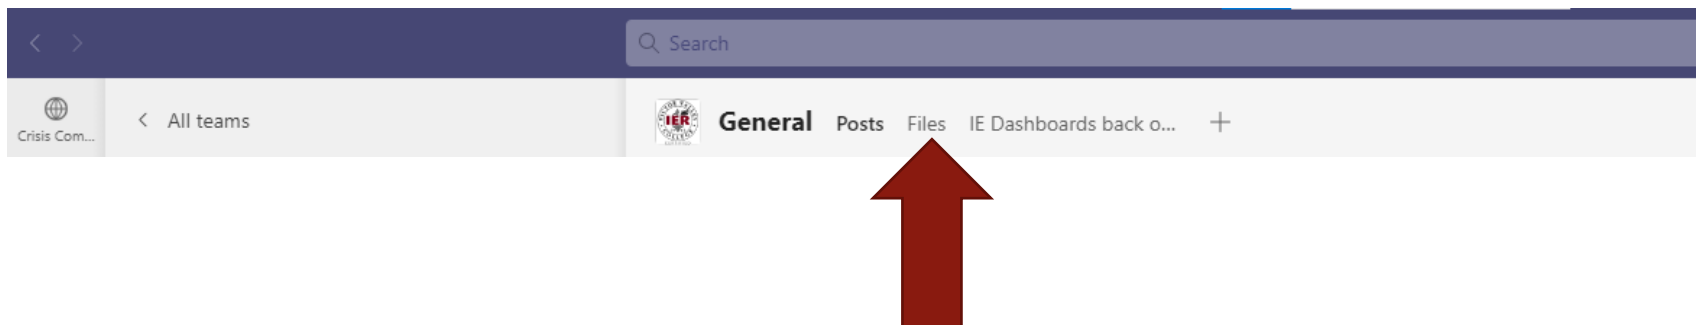 Search
Crisis Com...
All teams
IER
General Posts Files IE Dashboards back o...